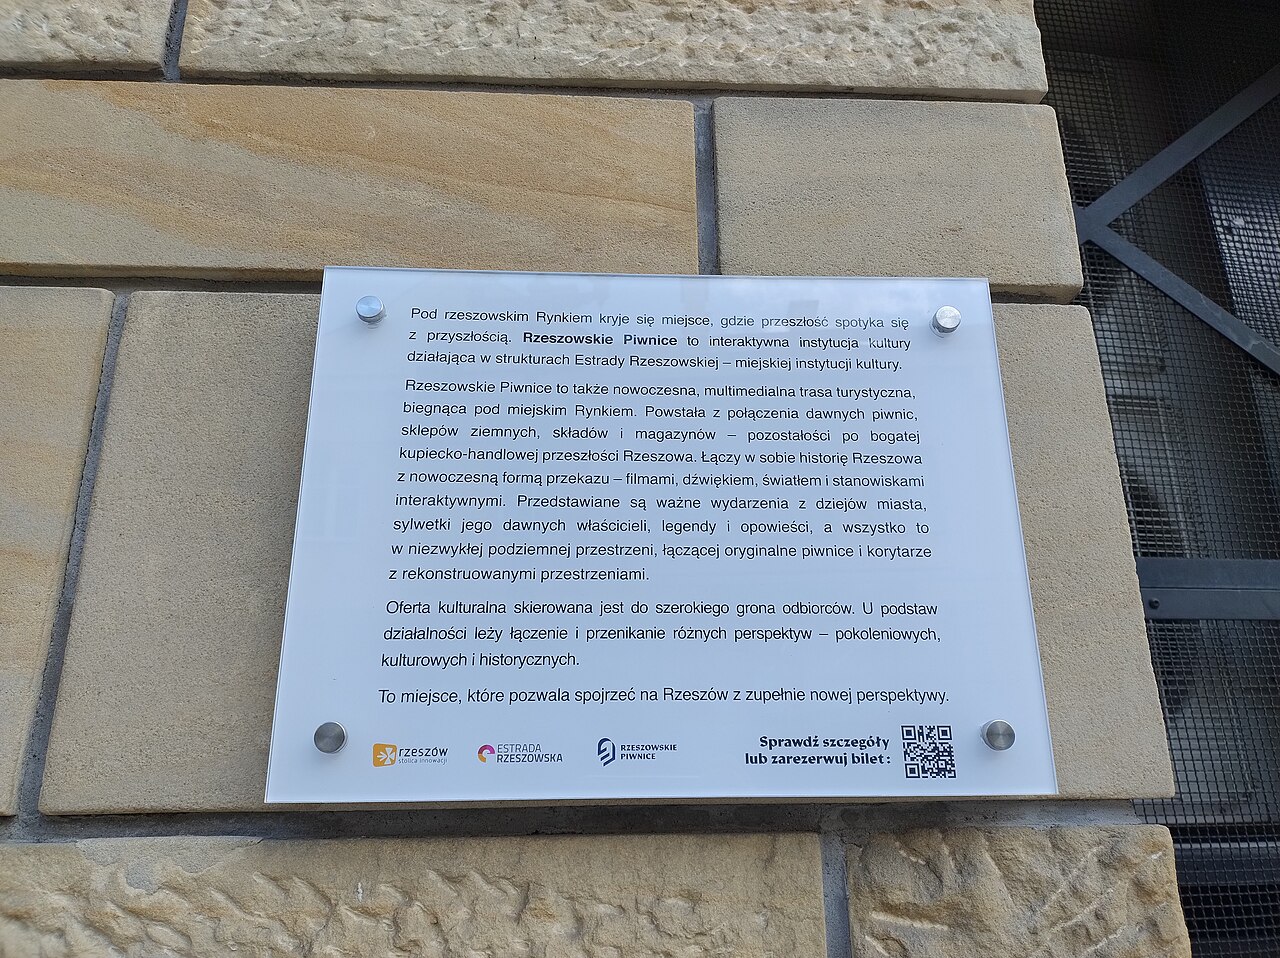 Pod rzeszowskim Rynkiem kryje się miejsce, gdzie przeszłość spotyka się
z przyszłością. Rzeszowskie Piwnice to interaktywna instytucja kultury
działająca w strukturach Estrady Rzeszowskiej – miejskiej instytucji kultury.
Rzeszowskie Piwnice to także nowoczesna, multimedialna trasa turystyczna,
biegnąca pod miejskim Rynkiem. Powstała z połączenia dawnych piwnic,
sklepów ziemnych, składów i magazynów – pozostałości po bogatej
kupiecko-handlowej przeszłości Rzeszowa. Łączy w sobie historię Rzeszowa
z nowoczesną formą przekazu – filmami, dźwiękiem, światłem i stanowiskami
interaktywnymi. Przedstawiane są ważne wydarzenia z dziejów miasta,
sylwetki jego dawnych właścicieli, legendy i opowieści, a wszystko to
w niezwykłej podziemnej przestrzeni, łączącej oryginalne piwnice i korytarze
z rekonstruowanymi przestrzeniami.
Oferta kulturalna skierowana jest do szerokiego grona odbiorców. U podstaw
działalności leży łączenie i przenikanie różnych perspektyw – pokoleniowych,
kulturowych i historycznych.
To miejsce, które pozwala spojrzeć na Rzeszów z zupełnie nowej perspektywy.
rzeszów
stolica innowacji
ESTRADA
RZESZOWSKA
RZESZOWSKIE
PIWNICE
Sprawdź szczegóły
lub zarezerwuj bilet: